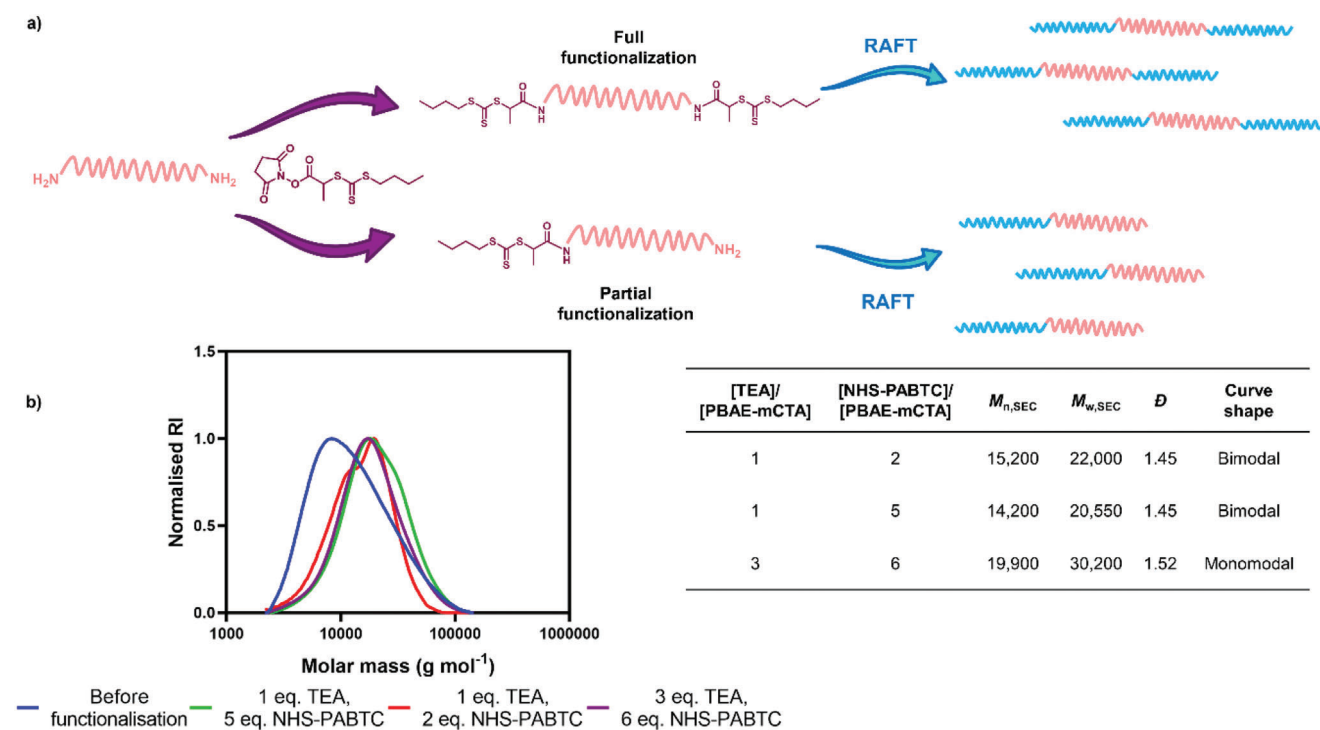 a)
Full
functionalization
RAFT
H2N
NH2
N
O
O
O
O
S
S
S
S
S
S
O
N
H
N
H
O
S
S
S
S
S
S
O
N
H
NH2
Partial
functionalization
RAFT
b)
Normalised RI
1.5
1.0
0.5
0.0
1000
10000
100000
1000000
Molar mass (g mol-1)
Before
functionalisation
1 eq. TEA,
5 eq. NHS-PABTC
1 eq. TEA,
2 eq. NHS-PABTC
3 eq. TEA,
6 eq. NHS-PABTC
[TEA]/
[PBAE-mCTA] [NHS-PABTC]/
[PBAE-mCTA] Mn,SEC Mw,SEC Đ Curve
shape
1 2 15,200 22,000 1.45 Bimodal
1 5 14,200 20,550 1.45 Bimodal
3 6 19,900 30,200 1.52 Monomodal